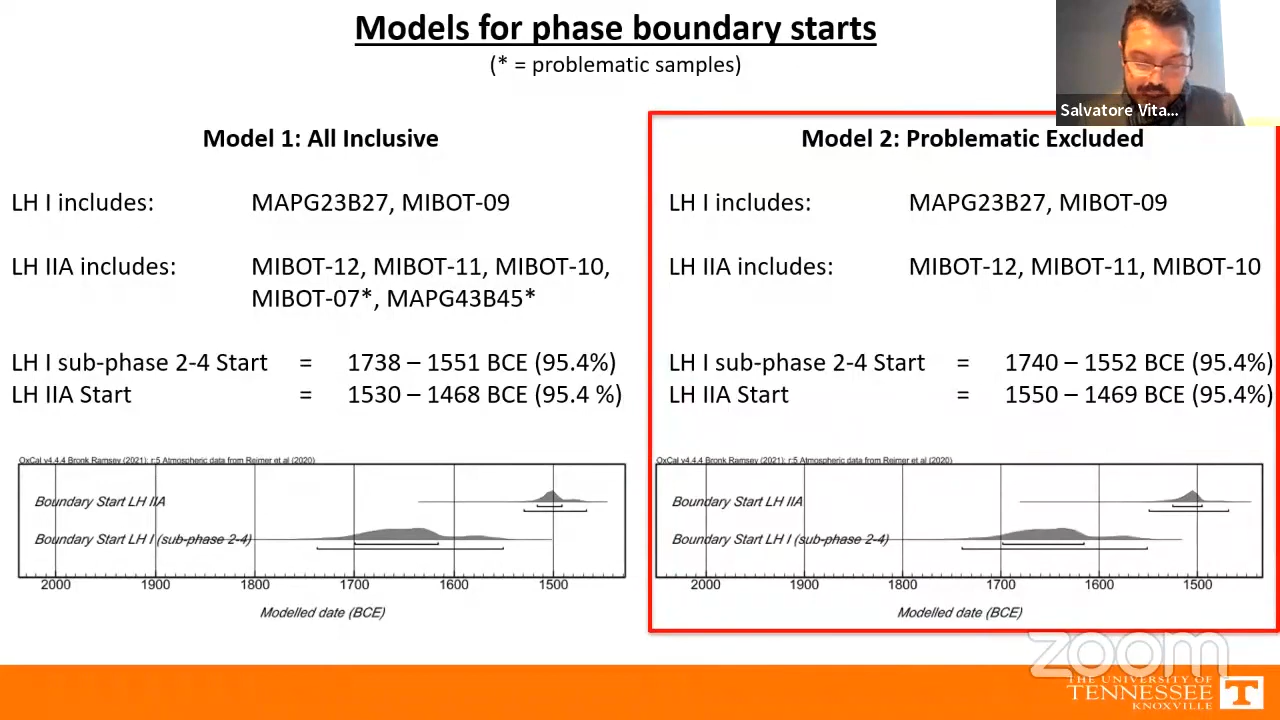 Models for phase boundary starts
(* = problematic samples)
Salvatore Vita...
Model 1: All Inclusive
LH I includes: MAPG23B27, MIBOT-09
LH IIA includes: MIBOT-12, MIBOT-11, MIBOT-10,
MIBOT-07*, MAPG43B45*
LH I sub-phase 2-4 Start = 1738 – 1551 BCE (95.4%)
LH IIA Start = 1530 – 1468 BCE (95.4 %)
OxCal v4.4.4 Bronk Ramsey (2021); r:5 Atmospheric data from Reimer et al (2020)
Boundary Start LH IIA
Boundary Start LH I (sub-phase 2-4)
2000 1900 1800 1700 1600 1500
Modelled date (BCE)
Model 2: Problematic Excluded
LH I includes: MAPG23B27, MIBOT-09
LH IIA includes: MIBOT-12, MIBOT-11, MIBOT-10
LH I sub-phase 2-4 Start = 1740 – 1552 BCE (95.4%)
LH IIA Start = 1550 – 1469 BCE (95.4%)
OxCal v4.4.4 Bronk Ramsey (2021); r:5 Atmospheric data from Reimer et al (2020)
Boundary Start LH IIA
Boundary Start LH I (sub-phase 2-4)
2000 1900 1800 1700 1600 1500
Modelled date (BCE)
zoom
THE UNIVERSITY OF
TENNESSEE
KNOXVILLE
T